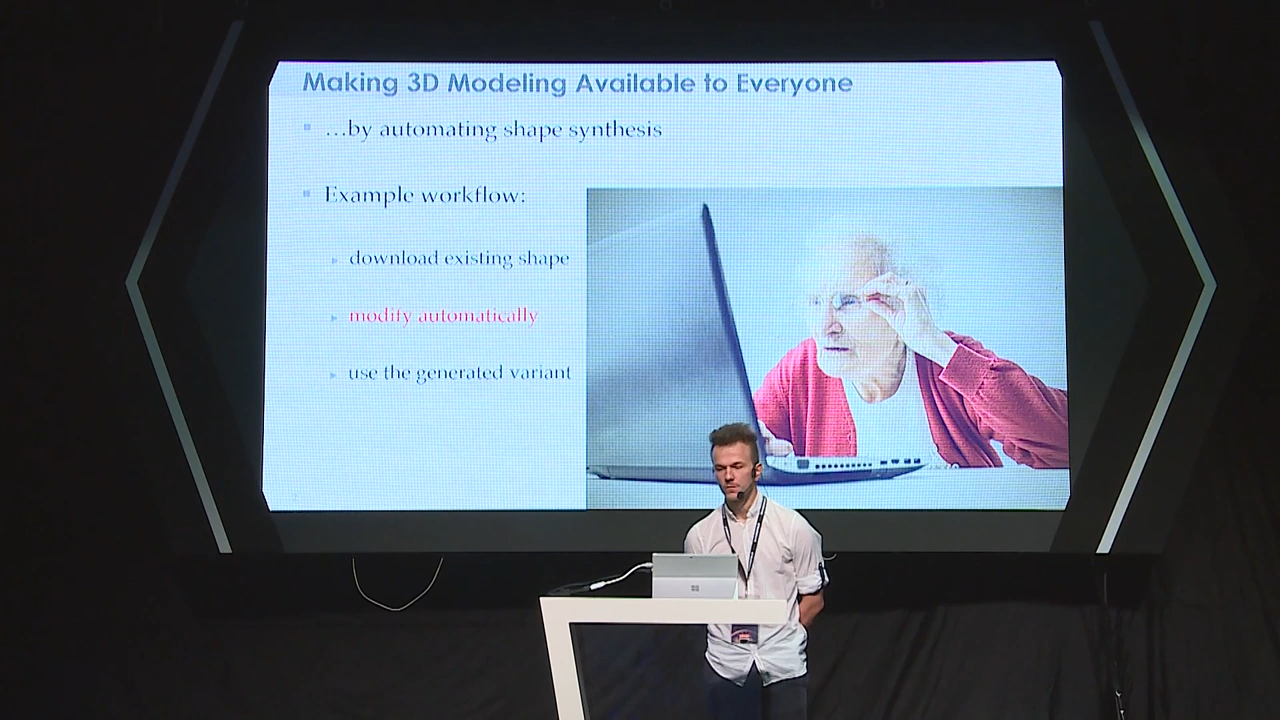 Making 3D Modeling Available to Everyone
...by automating shape synthesis
Example workflow:
download existing shape
modify automatically
use the generated variant